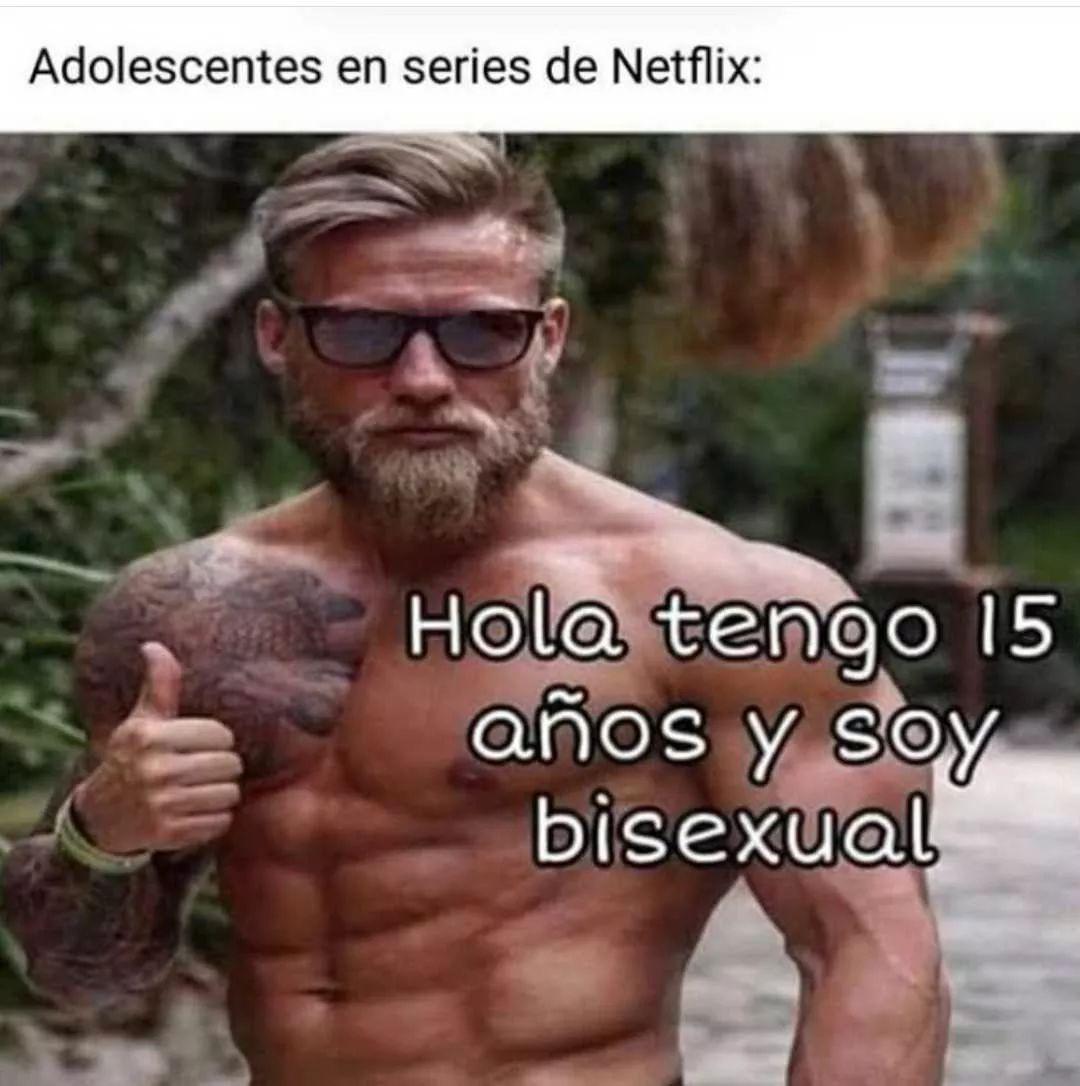 Adolescentes en series de Netflix:
Hola tengo 15
años y soy
bisexual